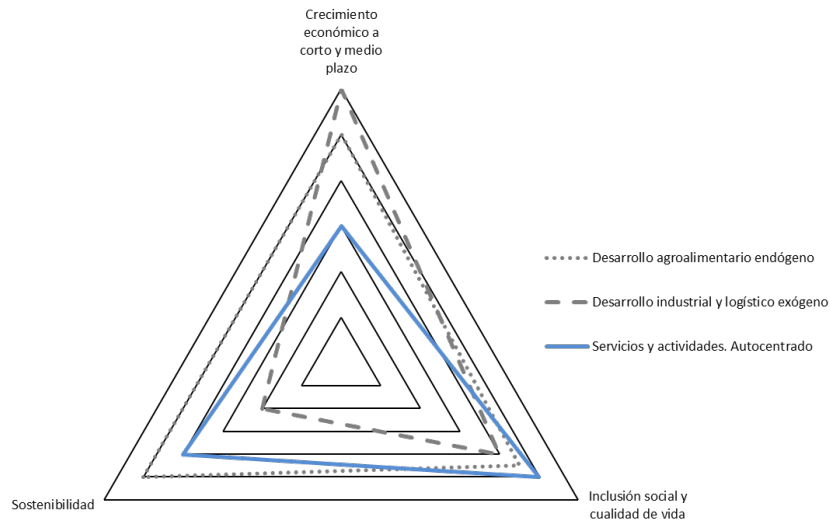 Crecimiento
económico a
corto y medio
plazo
Desarrollo agroalimentario endógeno
Desarrollo industrial y logístico exógeno
Servicios y actividades. Autocentrado
Sostenibilidad
Inclusión social y
cualidad de vida